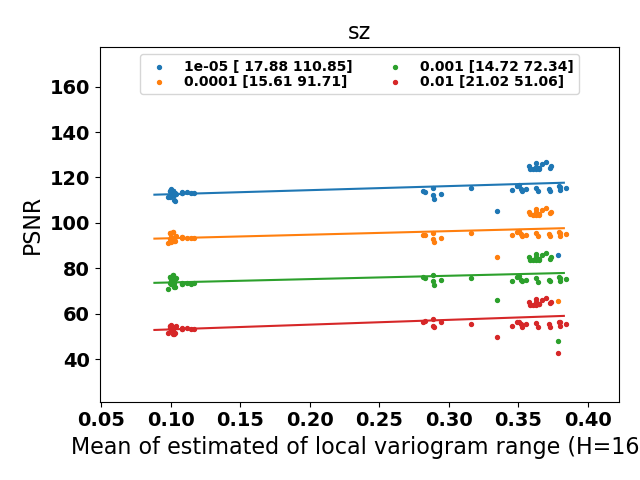 sz
1e-05 [ 17.88 110.85]
0.0001 [15.61 91.71]
0.001 [14.72 72.34]
0.01 [21.02 51.06]
PSNR
160
140
120
100
80
60
40
0.05 0.10 0.15 0.20 0.25 0.30 0.35 0.40
Mean of estimated of local variogram range (H=16